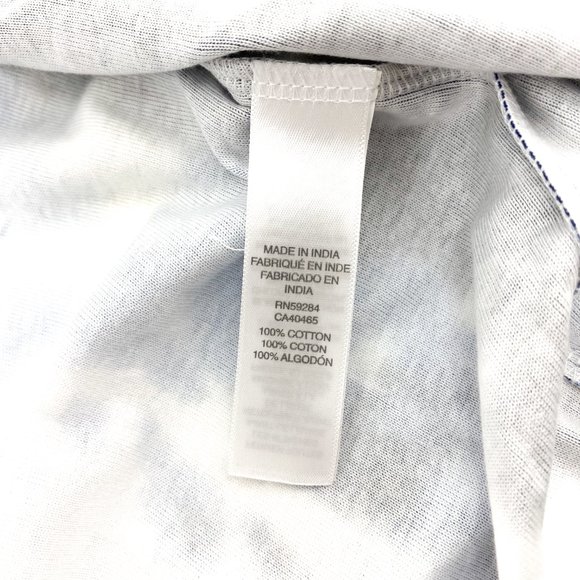 MADE IN INDIA
FABRIQUÉ EN INDE
FABRICADO EN
INDIA
RN59284
CA40465
100% COTTON
100% COTON
100% ALGODÓN